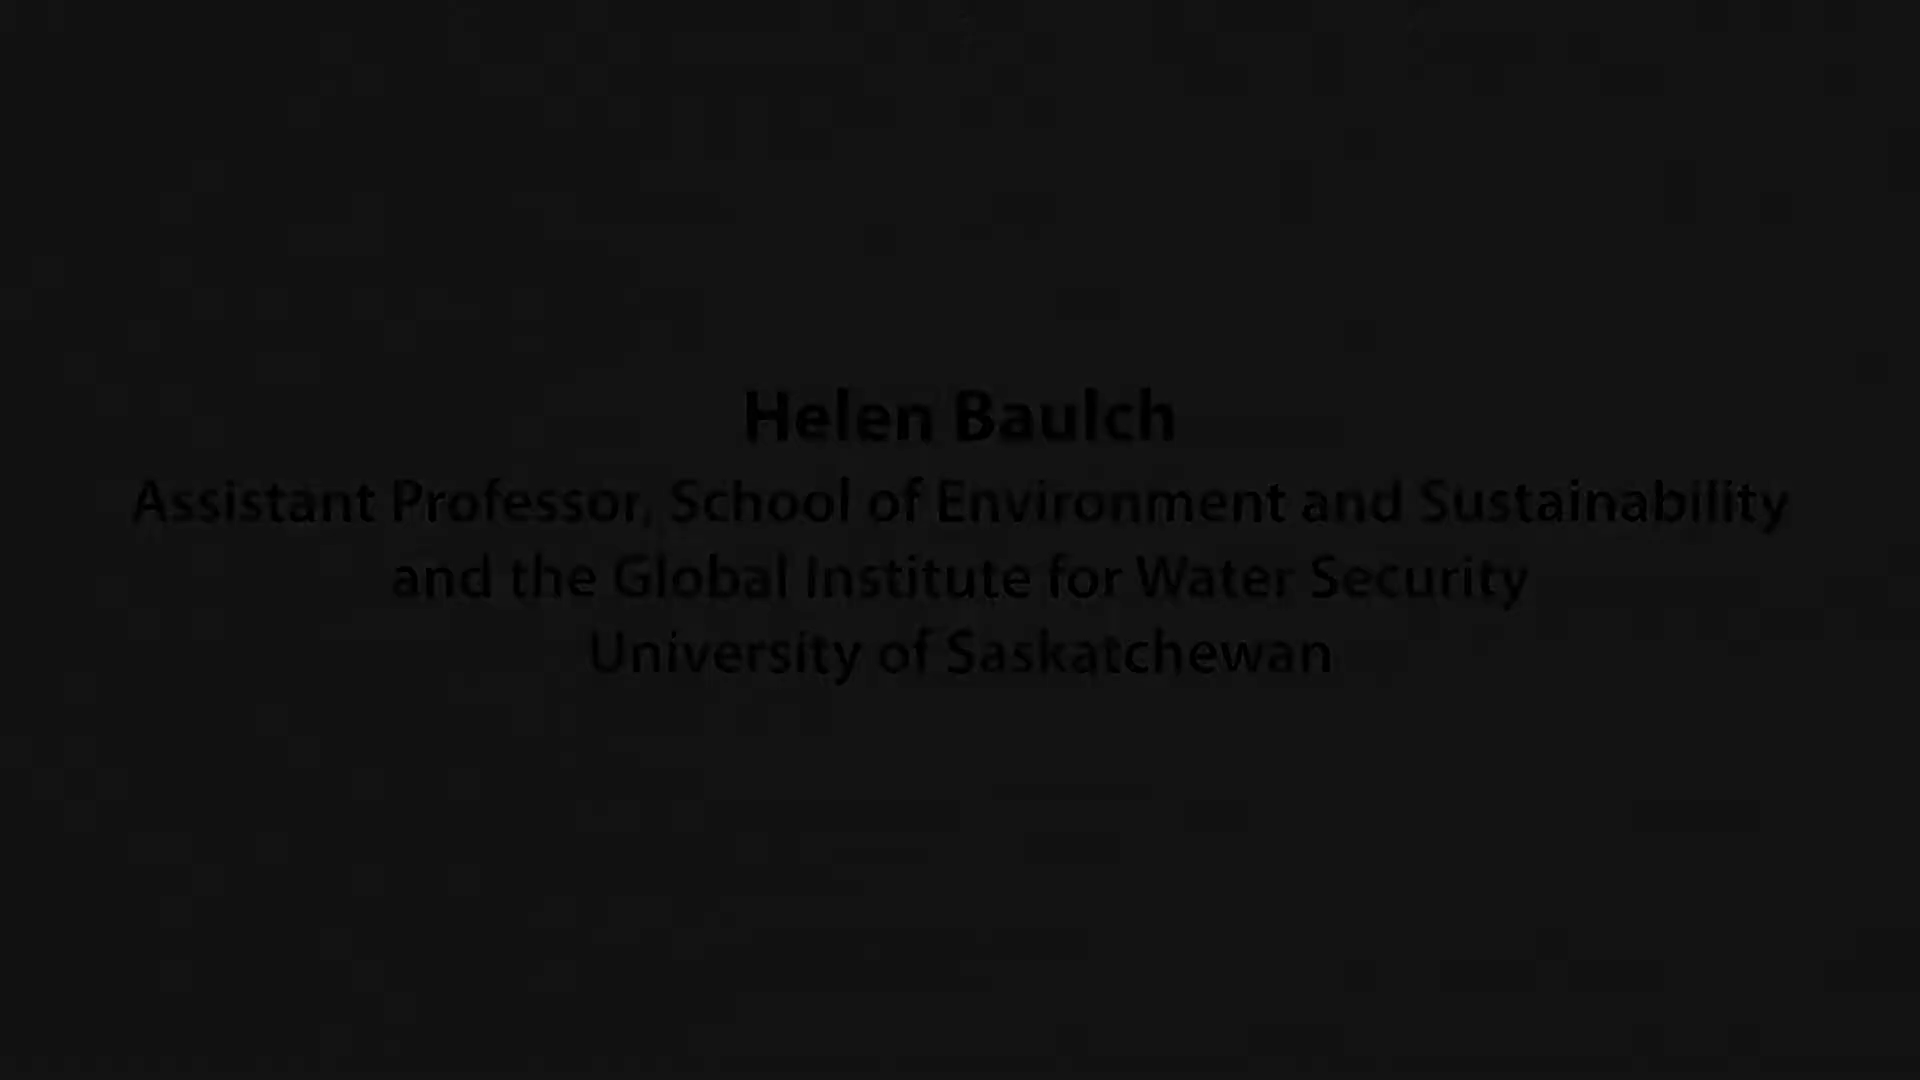 Helen Baulch
Assistant Professor, School of Environment and Sustainability
and the Global Institute for Water Security
University of Saskatchewan